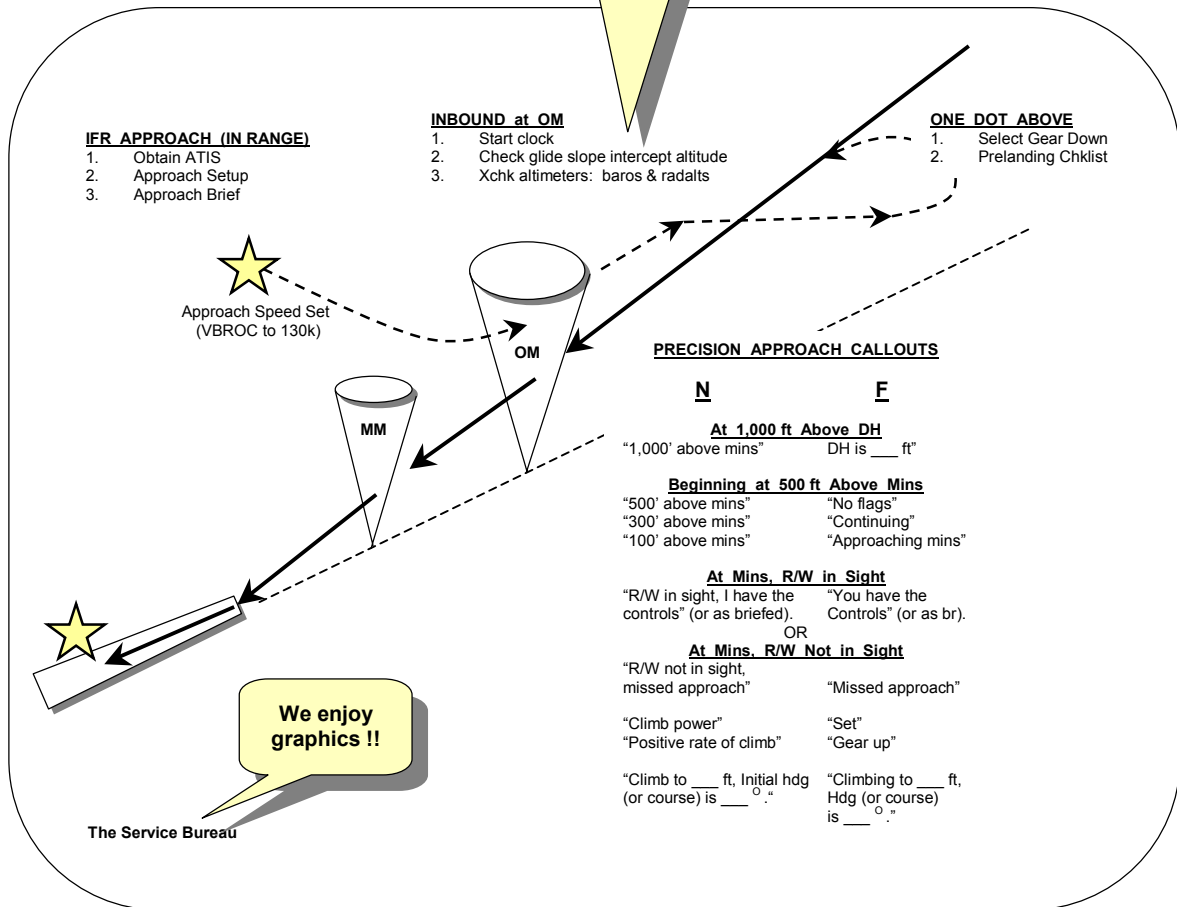 IFR APPROACH (IN RANGE)
1. Obtain ATIS
2. Approach Setup
3. Approach Brief
INBOUND at OM
1. Start clock
2. Check glide slope intercept altitude
3. Xchk altimeters: baros & radalts
ONE DOT ABOVE
1. Select Gear Down
2. Prelanding Chklist
Approach Speed Set
(VBROC to 130k)
OM
MM
PRECISION APPROACH CALLOUTS
N F
At 1,000 ft Above DH
“1,000’ above mins” DH is ___ ft”
Beginning at 500 ft Above Mins
“500’ above mins” “No flags”
“300’ above mins” “Continuing”
“100’ above mins” “Approaching mins”
At Mins, R/W in Sight
“R/W in sight, I have the “You have the
controls” (or as briefed). Controls” (or as br).
OR
At Mins, R/W Not in Sight
“R/W not in sight,
missed approach” “Missed approach”
“Climb power” “Set”
“Positive rate of climb” “Gear up”
“Climb to ___ ft, Initial hdg “Climbing to ___ ft,
(or course) is ___ O .“ Hdg (or course)
is ___ O .”
We enjoy
graphics !!
The Service Bureau